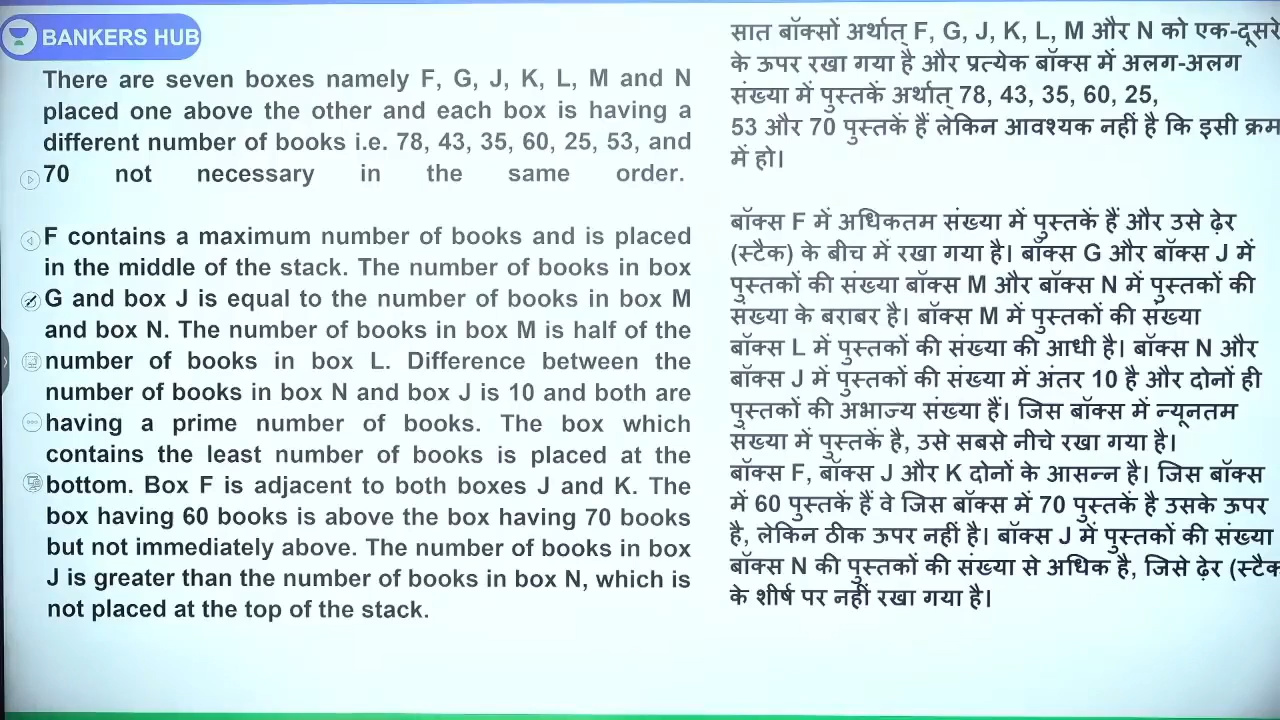 BANKERS HUB
There are seven boxes namely F, G, J, K, L, M and N
placed one above the other and each box is having a
different number of books i.e. 78, 43, 35, 60, 25, 53, and
70 not necessary in the same order.
F contains a maximum number of books and is placed
in the middle of the stack. The number of books in box
G and box J is equal to the number of books in box M
and box N. The number of books in box M is half of the
number of books in box L. Difference between the
number of books in box N and box J is 10 and both are
having a prime number of books. The box which
contains the least number of books is placed at the
bottom. Box F is adjacent to both boxes J and K. The
box having 60 books is above the box having 70 books
but not immediately above. The number of books in box
J is greater than the number of books in box N, which is
not placed at the top of the stack.
सात बॉक्सों अर्थात् F, G, J, K, L, M और N को एक-दूसरे
के ऊपर रखा गया है और प्रत्येक बॉक्स में अलग-अलग
संख्या में पुस्तकें अर्थात् 78, 43, 35, 60, 25,
53 और 70 पुस्तकें हैं लेकिन आवश्यक नहीं है कि इसी क्रम
में हो।
बॉक्स F में अधिकतम संख्या में पुस्तकें हैं और उसे ढ़ेर
(स्टैक) के बीच में रखा गया है। बॉक्स G और बॉक्स J में
पुस्तकों की संख्या बॉक्स M और बॉक्स N में पुस्तकों की
संख्या के बराबर है। बॉक्स M में पुस्तकों की संख्या
बॉक्स L में पुस्तकों की संख्या की आधी है। बॉक्स N और
बॉक्स J में पुस्तकों की संख्या में अंतर 10 है और दोनों ही
पुस्तकों की अभाज्य संख्या हैं। जिस बॉक्स में न्यूनतम
संख्या में पुस्तकें है, उसे सबसे नीचे रखा गया है।
बॉक्स F, बॉक्स J और K दोनों के आसन्न है। जिस बॉक्स
में 60 पुस्तकें हैं वे जिस बॉक्स में 70 पुस्तकें है उसके ऊपर
है, लेकिन ठीक ऊपर नहीं है। बॉक्स J में पुस्तकों की संख्या
बॉक्स N की पुस्तकों की संख्या से अधिक है, जिसे ढ़ेर (स्टैक
के शीर्ष पर नहीं रखा गया है।